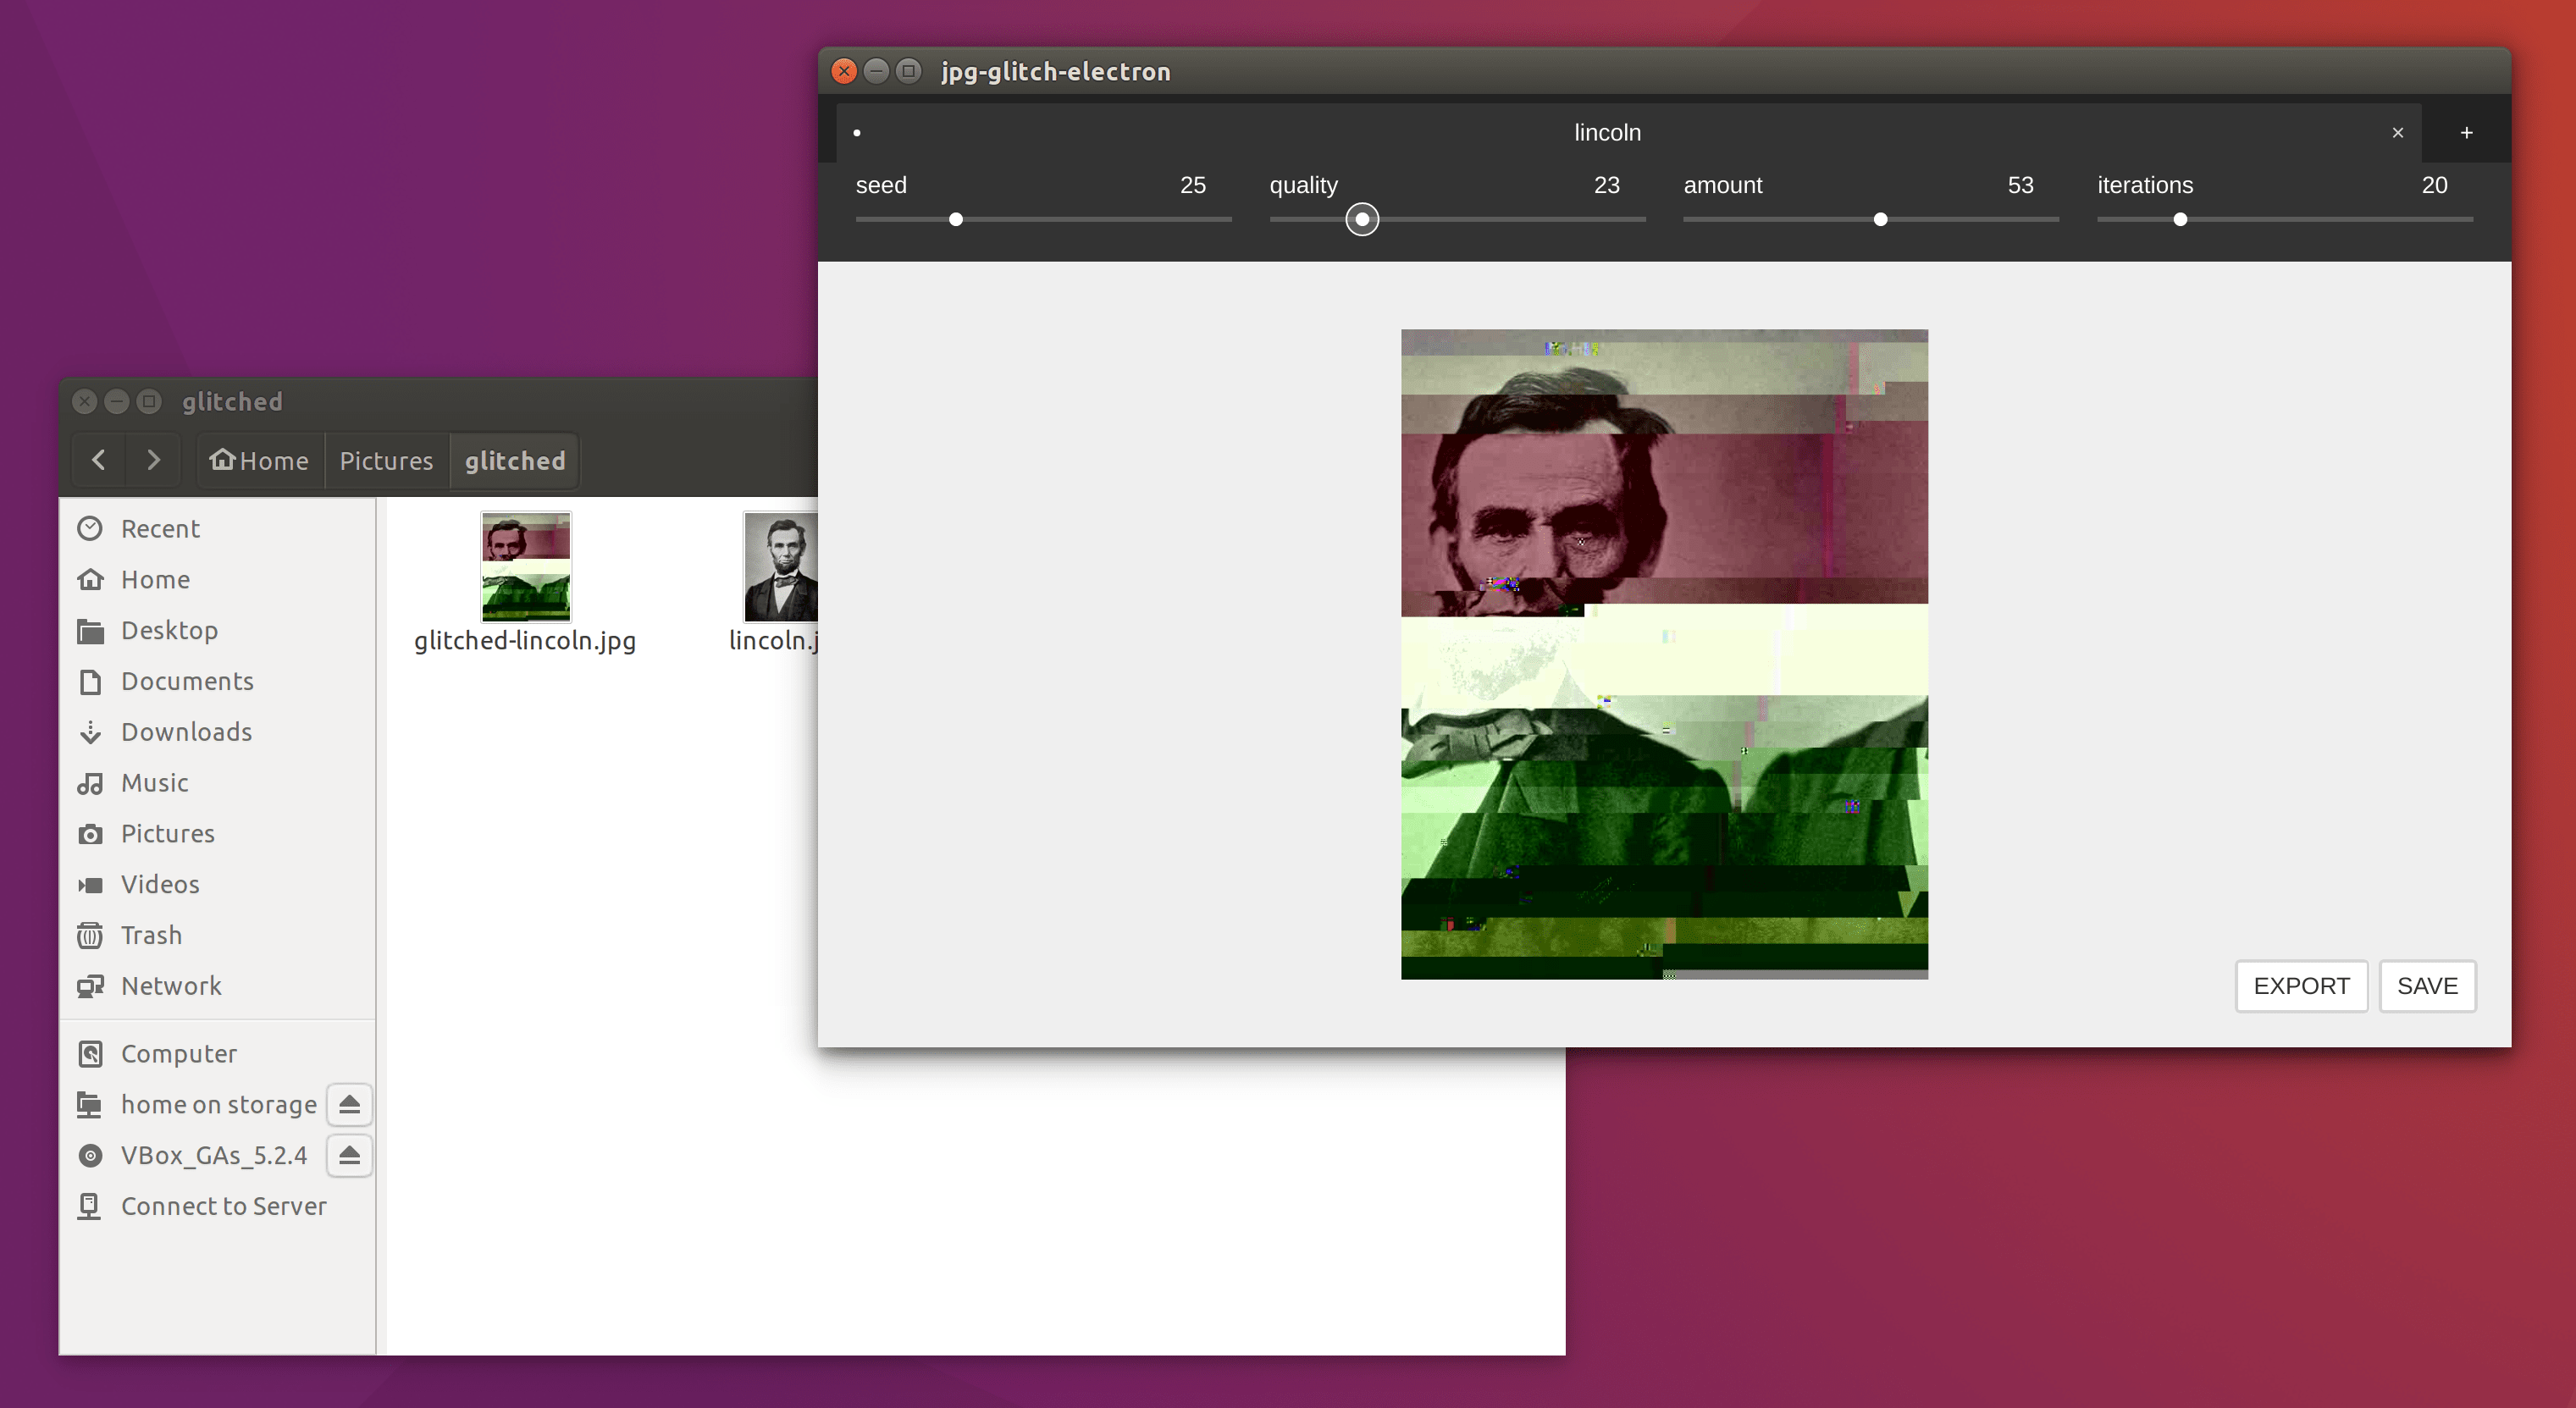 jpg-glitch-electron
lincoln
seed 25 quality 23 amount 53 iterations 20
EXPORT SAVE
glitched
Home Pictures glitched
Recent
Home
Desktop
Documents
Downloads
Music
Pictures
Videos
Trash
Network
Computer
home on storage
VBox_GAs_5.2.4
Connect to Server
glitched-lincoln.jpg lincoln.j